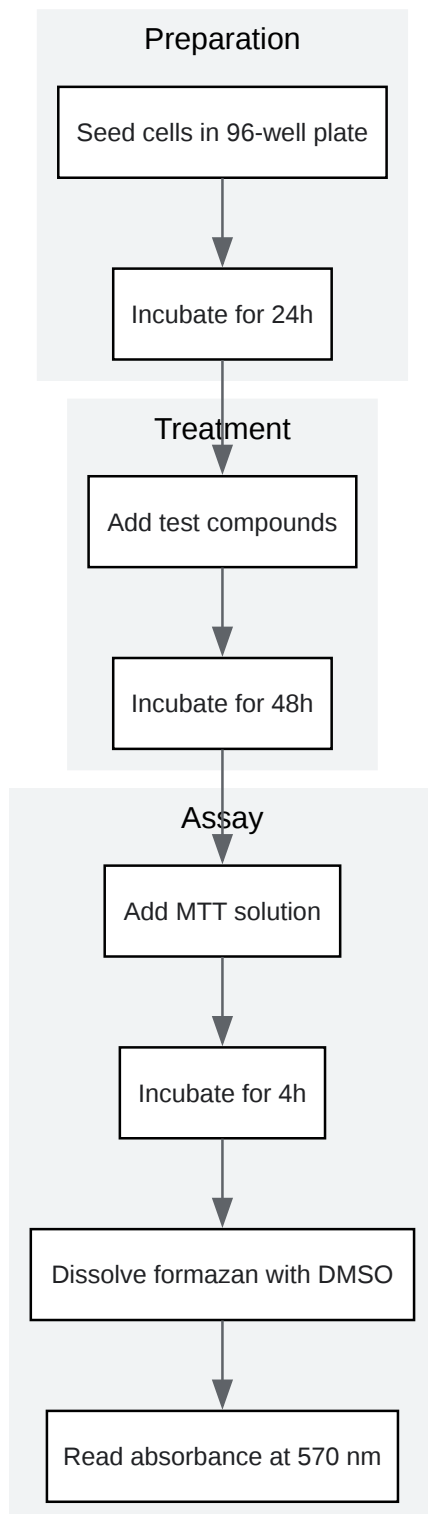 Preparation
Seed cells in 96-well plate
Incubate for 24h
Treatment
Add test compounds
Incubate for 48h
Assay
Add MTT solution
Incubate for 4h
Dissolve formazan with DMSO
Read absorbance at 570 nm